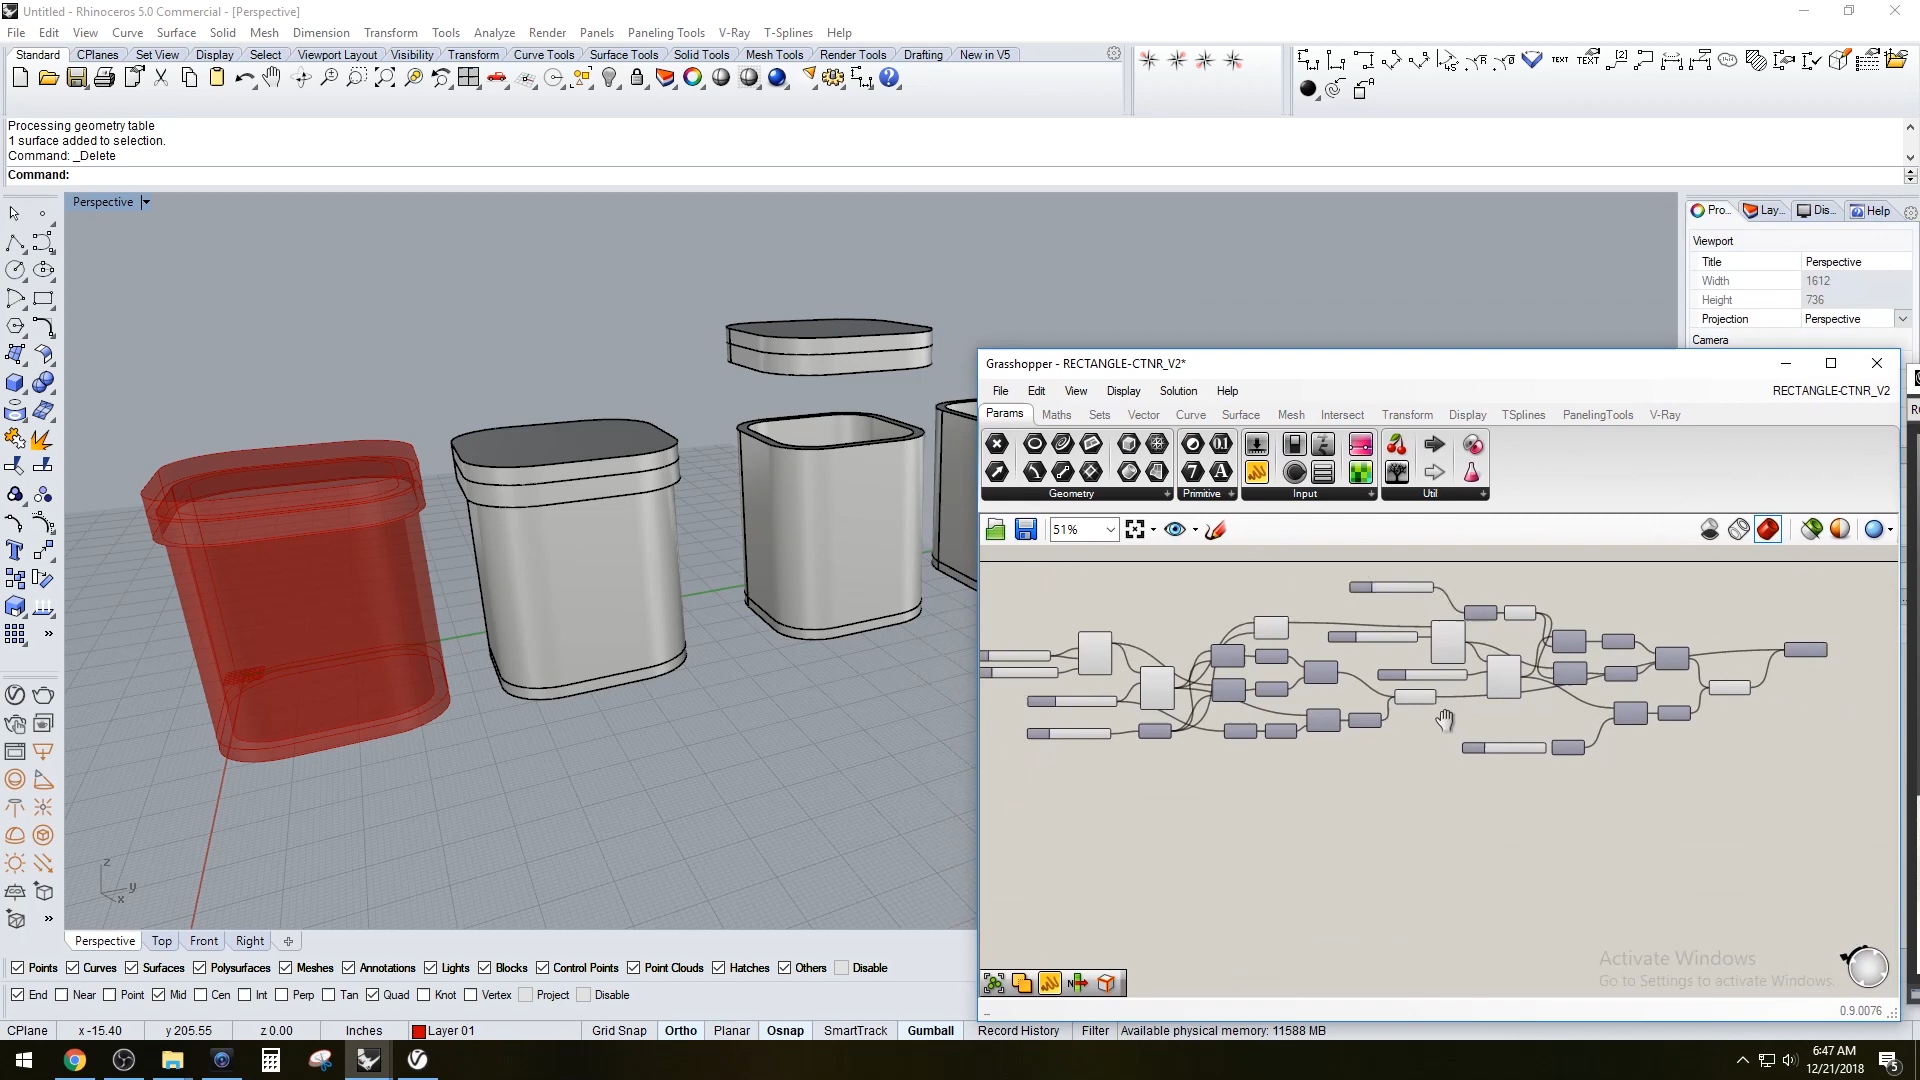 Untitled - Rhinoceros 5.0 Commercial - [Perspective]
File Edit View Curve Surface Solid Mesh Dimension Transform Tools Analyze Render Panels Paneling Tools V-Ray T-Splines Help
Standard CPlanes Set View Display Select Viewport Layout Visibility Transform Curve Tools Surface Tools Solid Tools Mesh Tools Render Tools Drafting New in V5
TEXT TEXT
Processing geometry table
1 surface added to selection.
Command: _Delete
Command:
Perspective
Pro... Lay... Dis... Help
Viewport
Title Perspective
Width 1612
Height 736
Projection Perspective
Camera
Grasshopper - RECTANGLE-CTNR_V2*
File Edit View Display Solution Help RECTANGLE-CTNR_V2
Params Maths Sets Vector Curve Surface Mesh Intersect Transform Display TSplines PanelingTools V-Ray
Geometry Primitive Input Util
51%
z
y
x
Activate Windows
Go to Settings to activate Windows.
0.9.0076
Perspective Top Front Right
Points Curves Surfaces Polysurfaces Meshes Annotations Lights Blocks Control Points Point Clouds Hatches Others Disable
End Near Point Mid Cen Int Perp Tan Quad Knot Vertex Project Disable
CPlane x -15.40 y 205.55 z 0.00 Inches Layer 01 Grid Snap Ortho Planar Osnap SmartTrack Gumball Record History Filter Available physical memory: 11588 MB
6:47 AM
12/21/2018
5